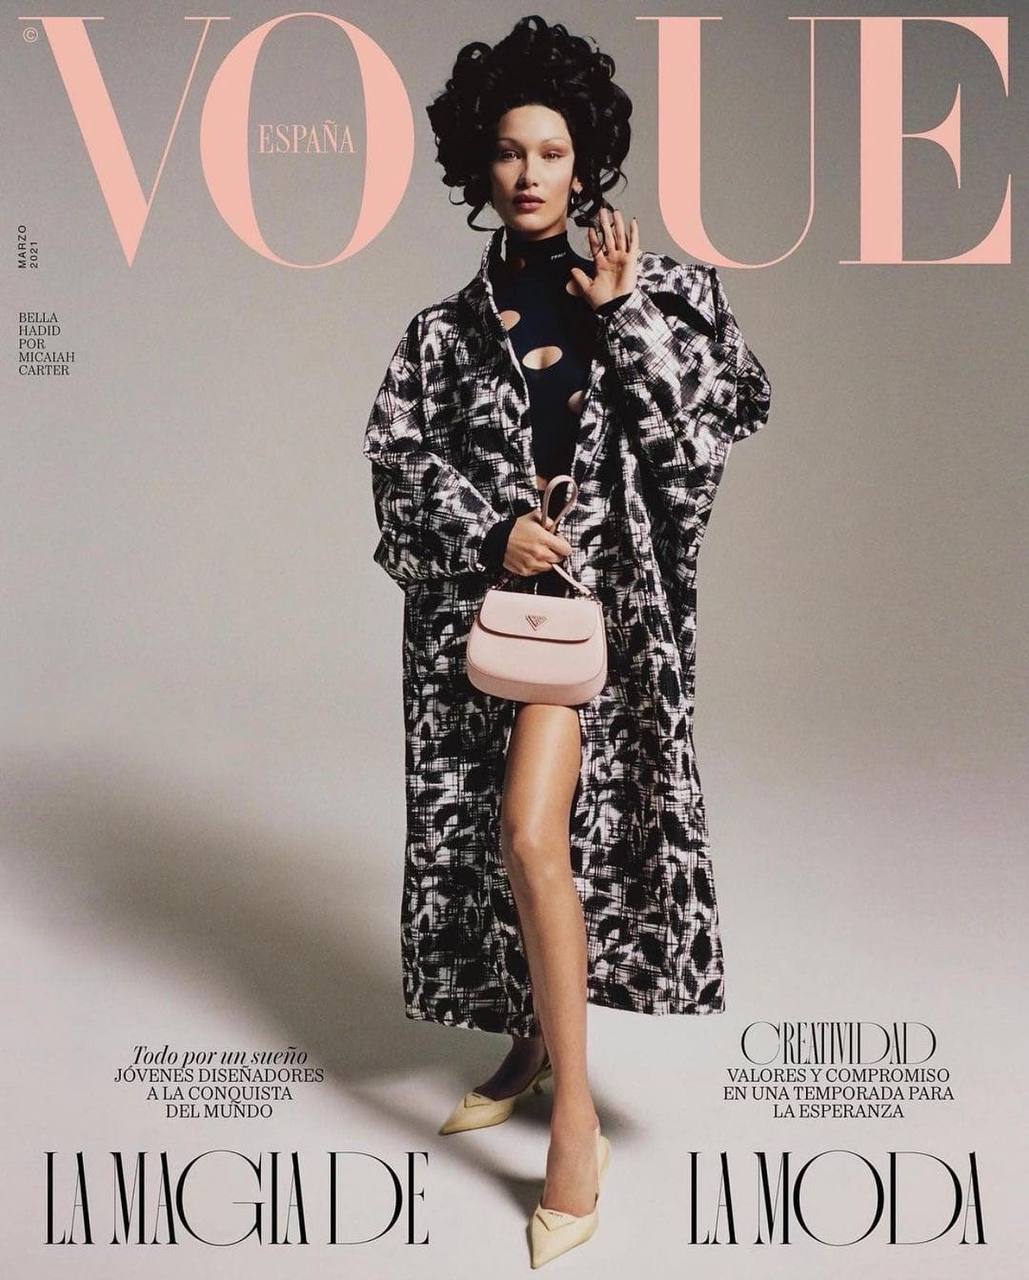 ©
VOGUE
ESPAÑA
MARZO
2021
BELLA
HADID
POR
MICAIAH
CARTER
Todo por un sueño
JÓVENES DISEÑADORES
A LA CONQUISTA
DEL MUNDO
CREATIVIDAD
VALORES Y COMPROMISO
EN UNA TEMPORADA PARA
LA ESPERANZA
LA MAGIA DE LA MODA